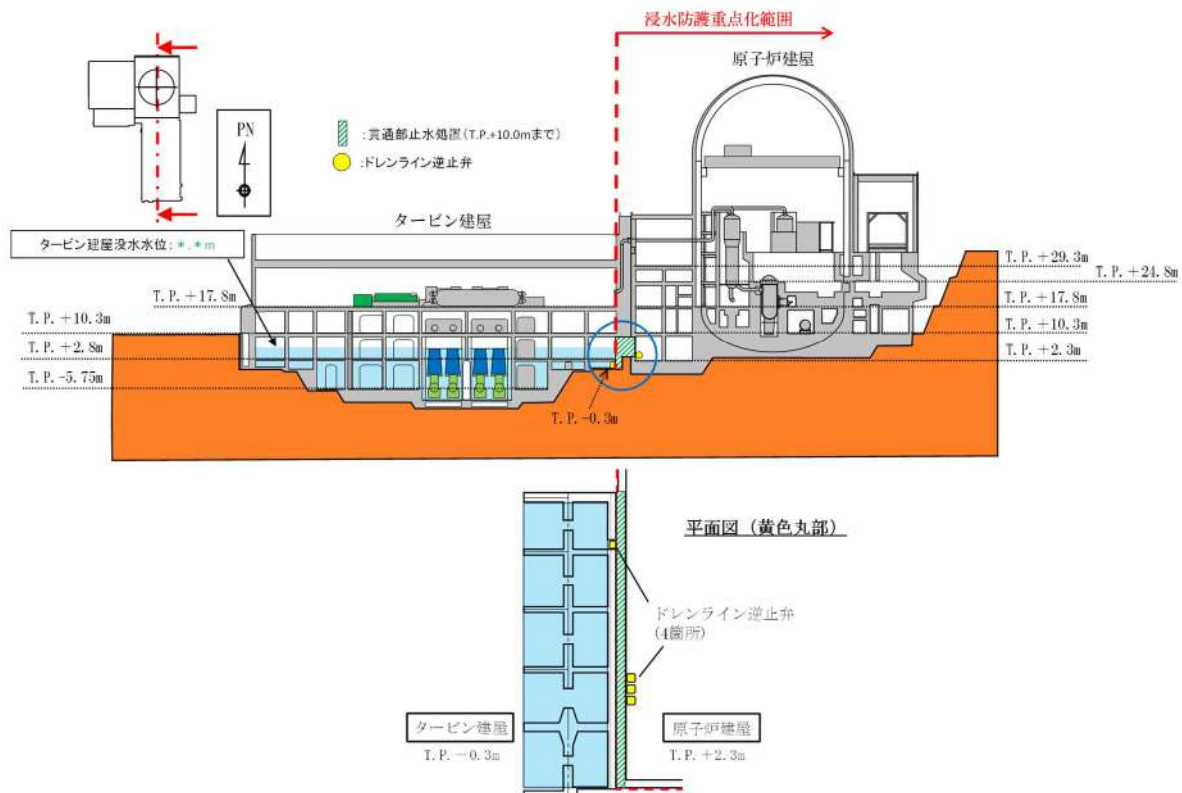 浸水防護重点化範囲
原子炉建屋
PN
:貫通部止水処置(T.P.+10.0mまで)
:ドレンライン逆止弁
タービン建屋
タービン建屋没水水位:*.*m
T.P.+29.3m
T.P.+24.8m
T.P.+17.8m
T.P.+17.8m
T.P.+10.3m
T.P.+10.3m
T.P.+2.8m
T.P.+2.3m
T.P.-5.75m
T.P.-0.3m
平面図(黄色丸部)
ドレンライン逆止弁
(4箇所)
タービン建屋
原子炉建屋
T.P.-0.3m
T.P.+2.3m